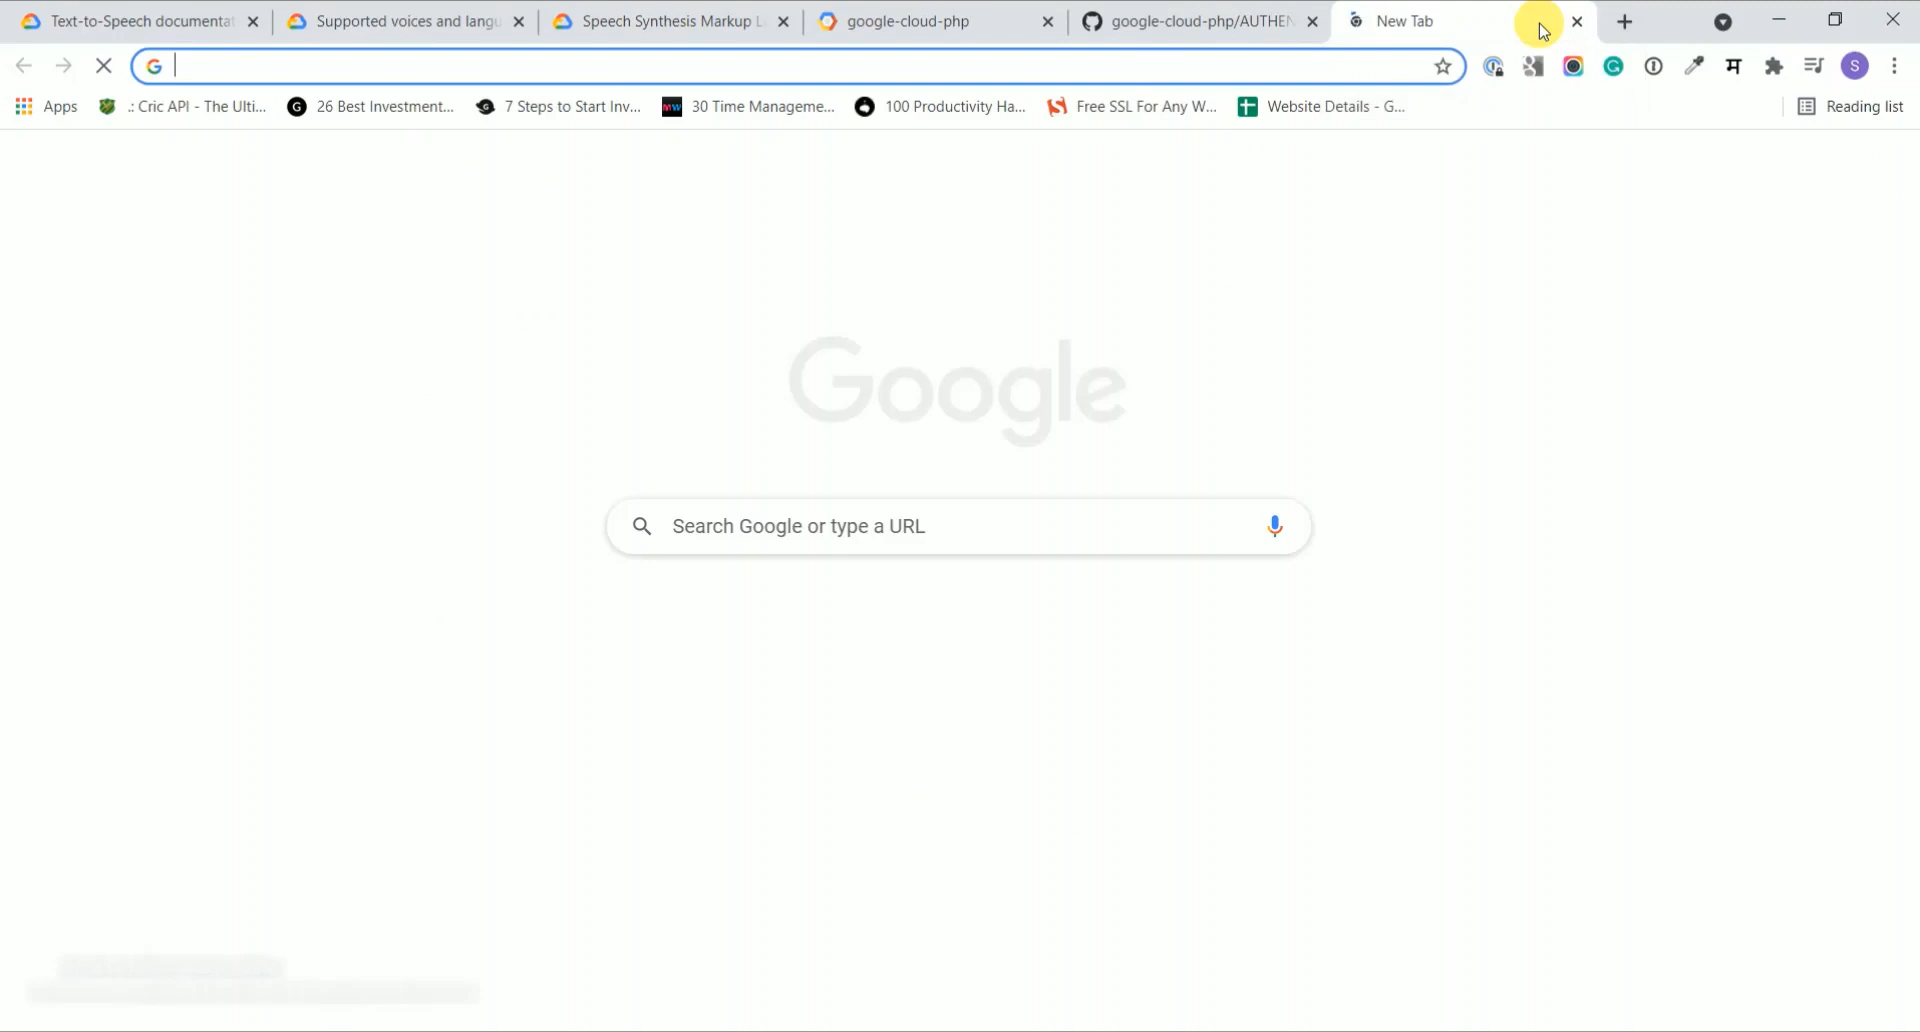 Text-to-Speech documentat
Supported voices and langu
Speech Synthesis Markup L
google-cloud-php
google-cloud-php/AUTHEN
New Tab
G
S
Apps
.: Cric API - The Ulti...
26 Best Investment...
7 Steps to Start Inv...
30 Time Manageme...
100 Productivity Ha...
Free SSL For Any W...
Website Details - G...
Reading list
Google
Search Google or type a URL